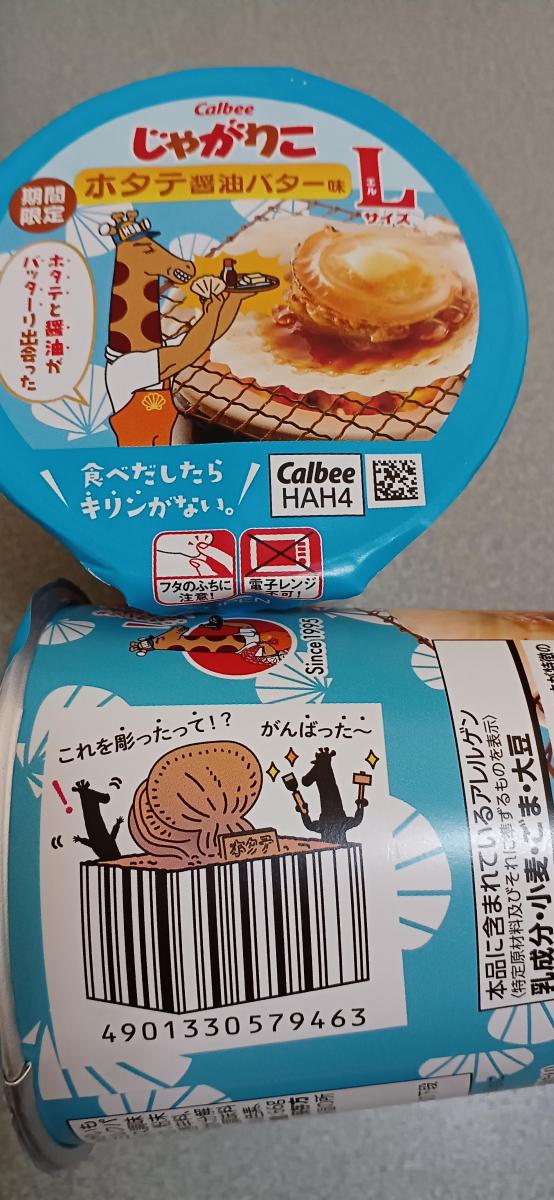 Calbee
じゃがりこ
ホタテ醤油バター味
L
エル
サイズ
期間
限定
ホタテと醤油が
バッターリ出会った
食べだしたら
キリンがない。
Calbee
HAH4
フタのふちに
注意!
電子レンジ
不可!
OPEN
Since1995
これを彫ったって!?
がんばった〜
4901330579463
本品に含まれているアレルゲン
(特定原材料及びそれに準ずるものを表示)
乳成分・小麦・ごま・大豆